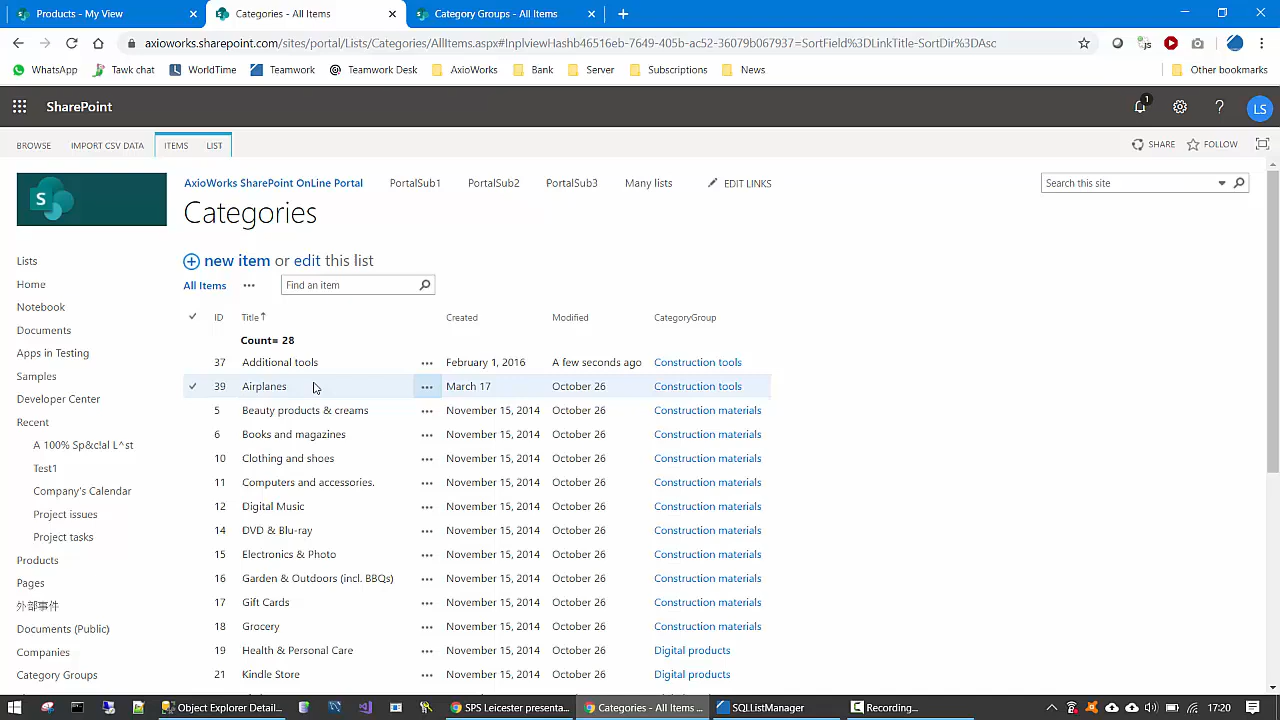 Products - My View
Categories - All Items
Category Groups - All Items
axioworks.sharepoint.com/sites/portal/Lists/Categories/AllItems.aspx#InplviewHashb46516eb-7649-405b-ac52-36079b067937=SortField%3DLinkTitle-SortDir%3DAsc
WhatsApp Tawk chat WorldTime Teamwork Teamwork Desk AxioWorks Bank Server Subscriptions News Other bookmarks
SharePoint 1 ? LS
BROWSE IMPORT CSV DATA ITEMS LIST SHARE FOLLOW
S AxioWorks SharePoint OnLine Portal PortalSub1 PortalSub2 PortalSub3 Many lists EDIT LINKS Search this site
Categories
Lists
Home
Notebook
Documents
Apps in Testing
Samples
Developer Center
Recent
A 100% Sp&c!al L^st
Test1
Company's Calendar
Project issues
Project tasks
Products
Pages
外部事件
Documents (Public)
Companies
Category Groups
new item or edit this list
All Items ... Find an item
ID Title Created Modified CategoryGroup
Count= 28
37 Additional tools ... February 1, 2016 A few seconds ago Construction tools
39 Airplanes ... March 17 October 26 Construction tools
5 Beauty products & creams ... November 15, 2014 October 26 Construction materials
6 Books and magazines ... November 15, 2014 October 26 Construction materials
10 Clothing and shoes ... November 15, 2014 October 26 Construction materials
11 Computers and accessories. ... November 15, 2014 October 26 Construction materials
12 Digital Music ... November 15, 2014 October 26 Construction materials
14 DVD & Blu-ray ... November 15, 2014 October 26 Construction materials
15 Electronics & Photo ... November 15, 2014 October 26 Construction materials
16 Garden & Outdoors (incl. BBQs) ... November 15, 2014 October 26 Construction materials
17 Gift Cards ... November 15, 2014 October 26 Construction materials
18 Grocery ... November 15, 2014 October 26 Construction materials
19 Health & Personal Care ... November 15, 2014 October 26 Digital products
21 Kindle Store ... November 15, 2014 October 26 Digital products
Object Explorer Detail... SPS Leicester presenta... Categories - All Items ... SQLListManager Recording... 17:20